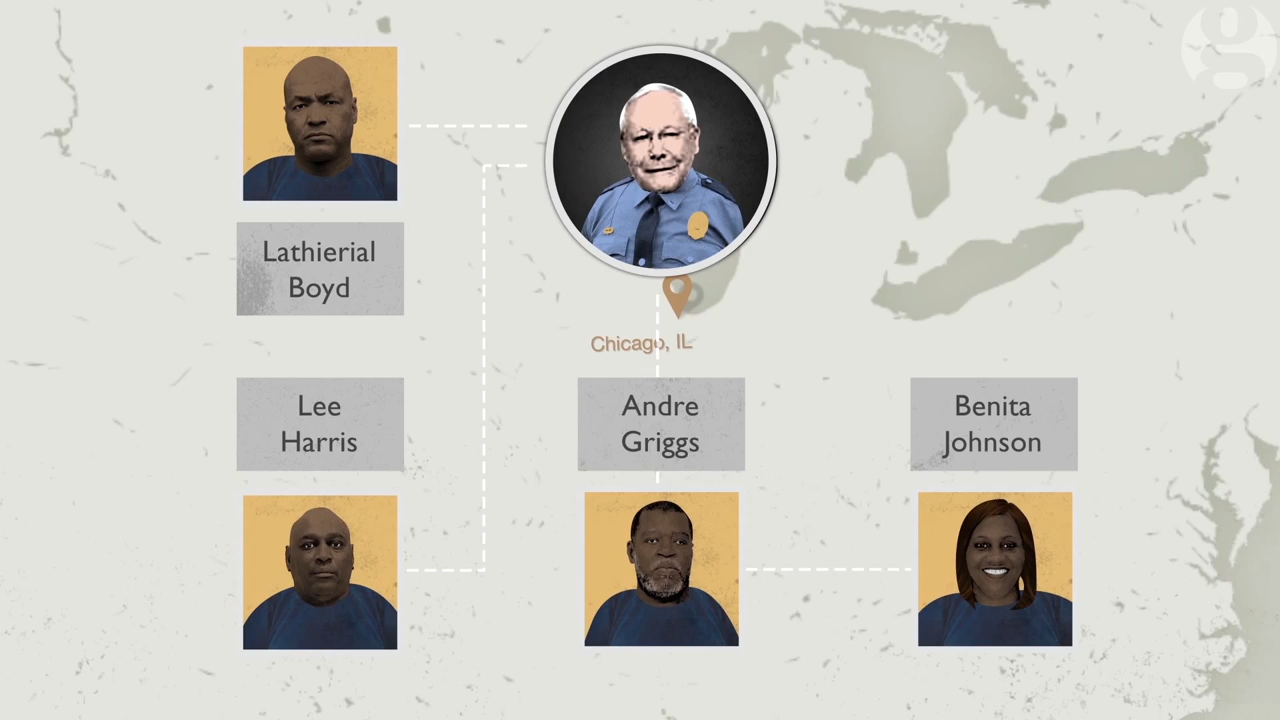 Lathierial
Boyd
Chicago, IL
Lee
Harris
Andre
Griggs
Benita
Johnson
g